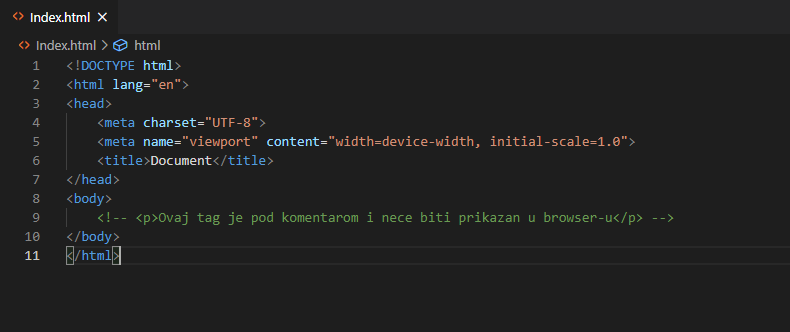 Index.html
Index.html > html
1 <!DOCTYPE html>
2 <html lang="en">
3 <head>
4     <meta charset="UTF-8">
5     <meta name="viewport" content="width=device-width, initial-scale=1.0">
6     <title>Document</title>
7 </head>
8 <body>
9     <!-- <p>Ovaj tag je pod komentarom i nece biti prikazan u browser-u</p> -->
10 </body>
11 </html>